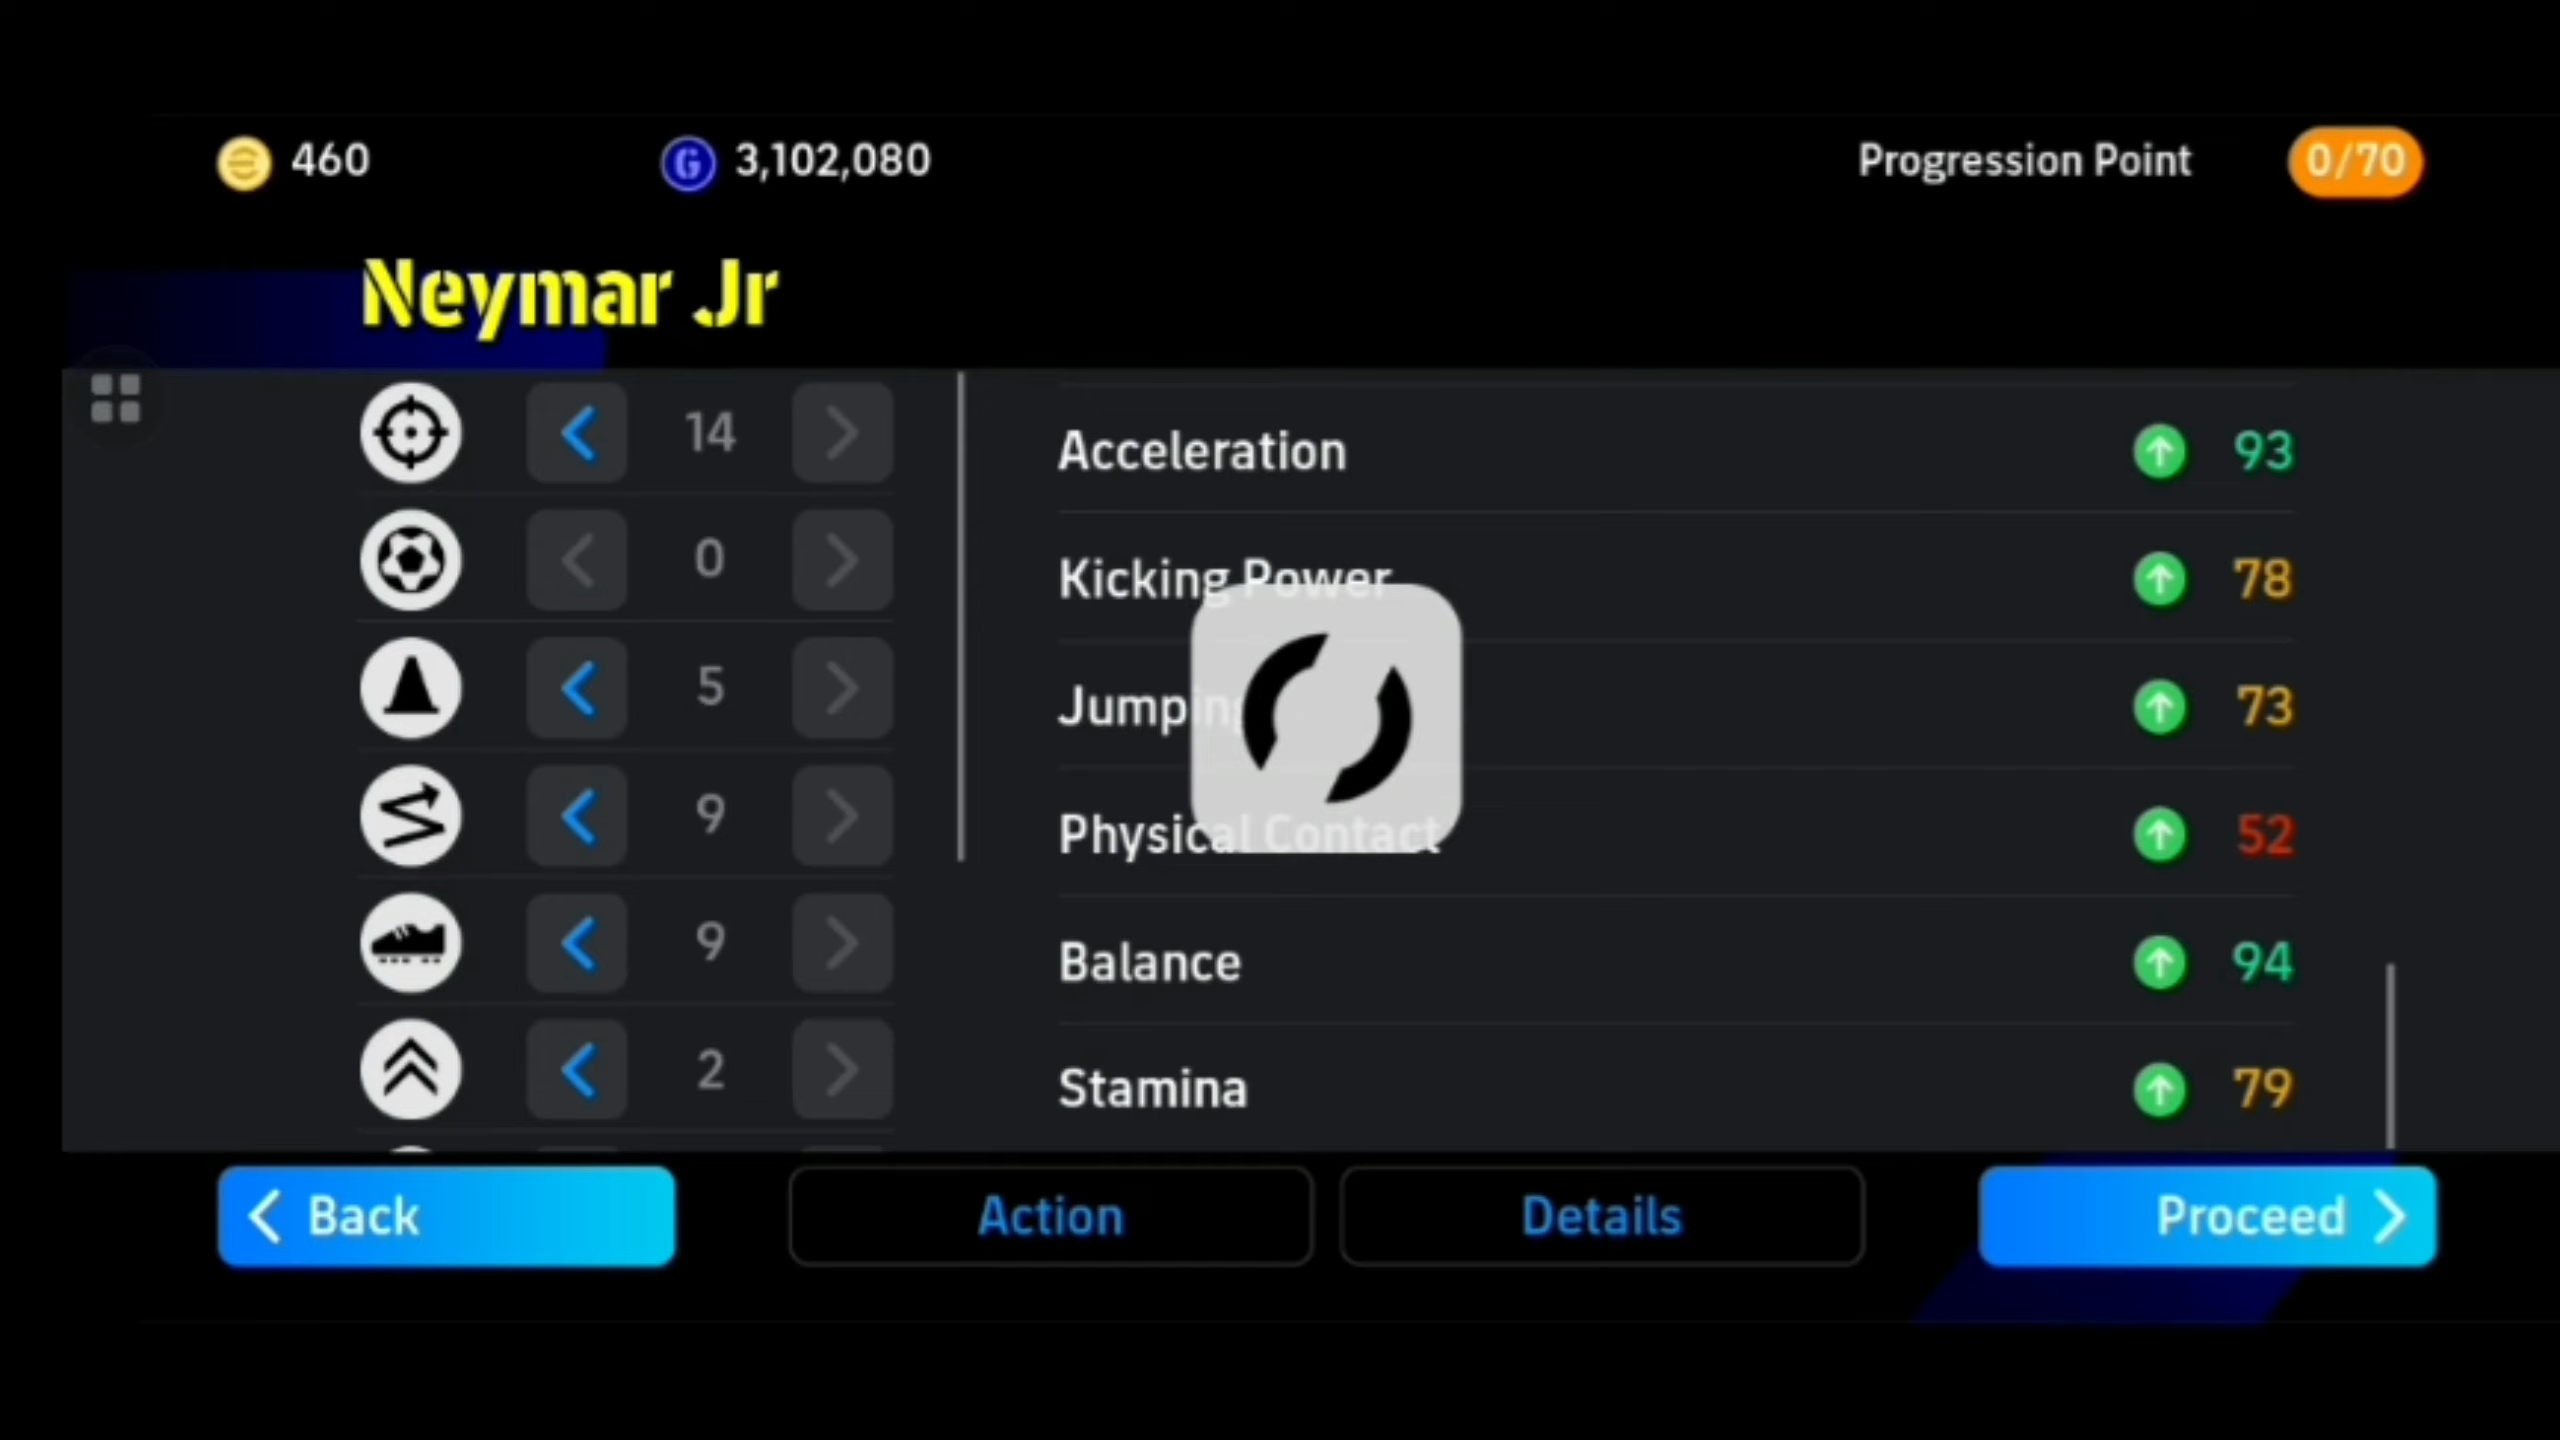 460
3,102,080
Progression Point
0/70
Neymar Jr
14
0
5
9
9
2
Acceleration 93
Kicking Power 78
Jumping 73
Physical Contact 52
Balance 94
Stamina 79
Back
Action
Details
Proceed